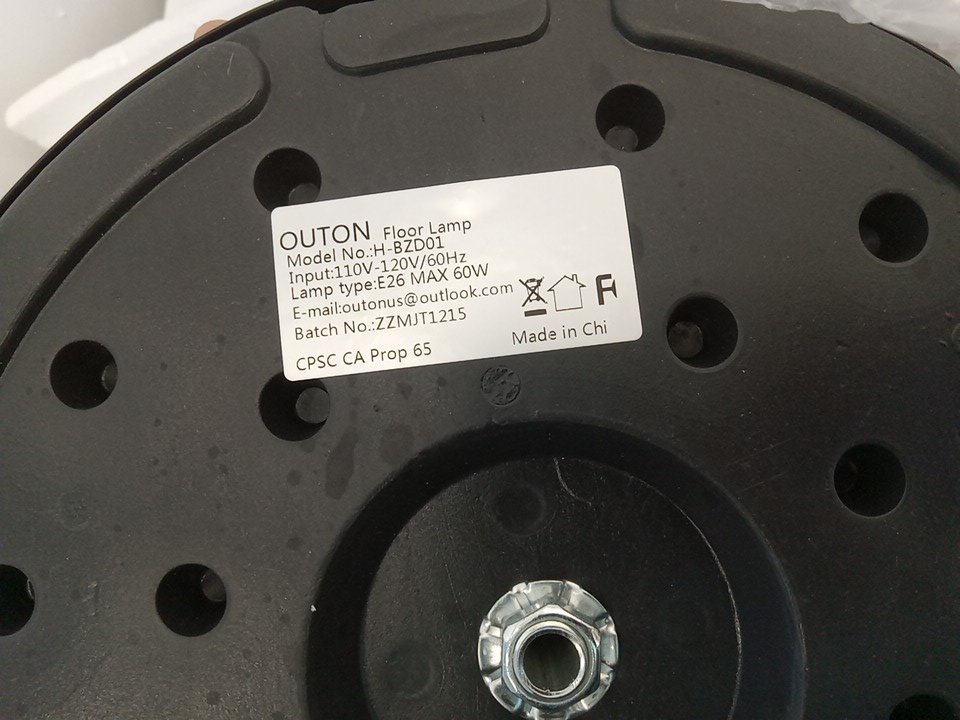 OUTON Floor Lamp
Model No.:H-BZD01
Input:110V-120V/60Hz
Lamp type:E26 MAX 60W
E-mail:outonus@outlook.com
Batch No.:ZZMJT1215
Made in Chi
CPSC CA Prop 65